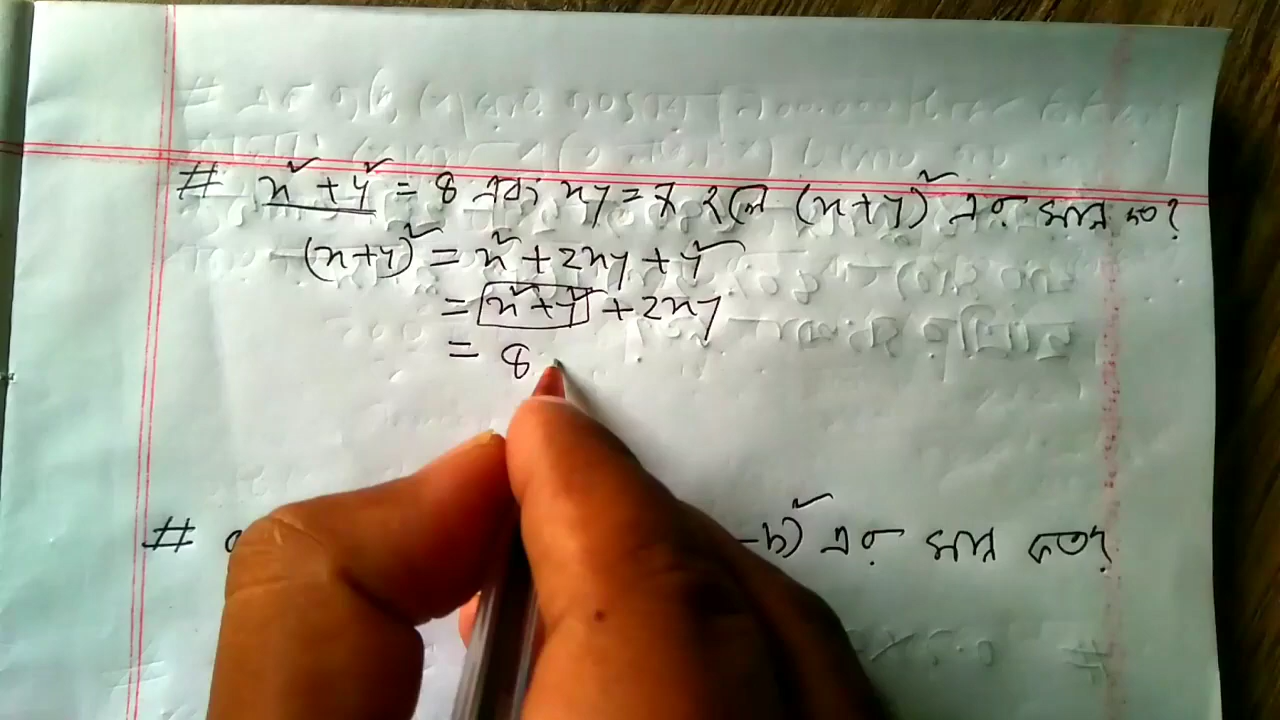 # x² + y² = 8 এবং xy = 7 হলে (x+y)² এর মান কত?
(x+y)² = x² + 2xy + y²
= x² + y² + 2xy
= 8
# -b)² এর মান কত?